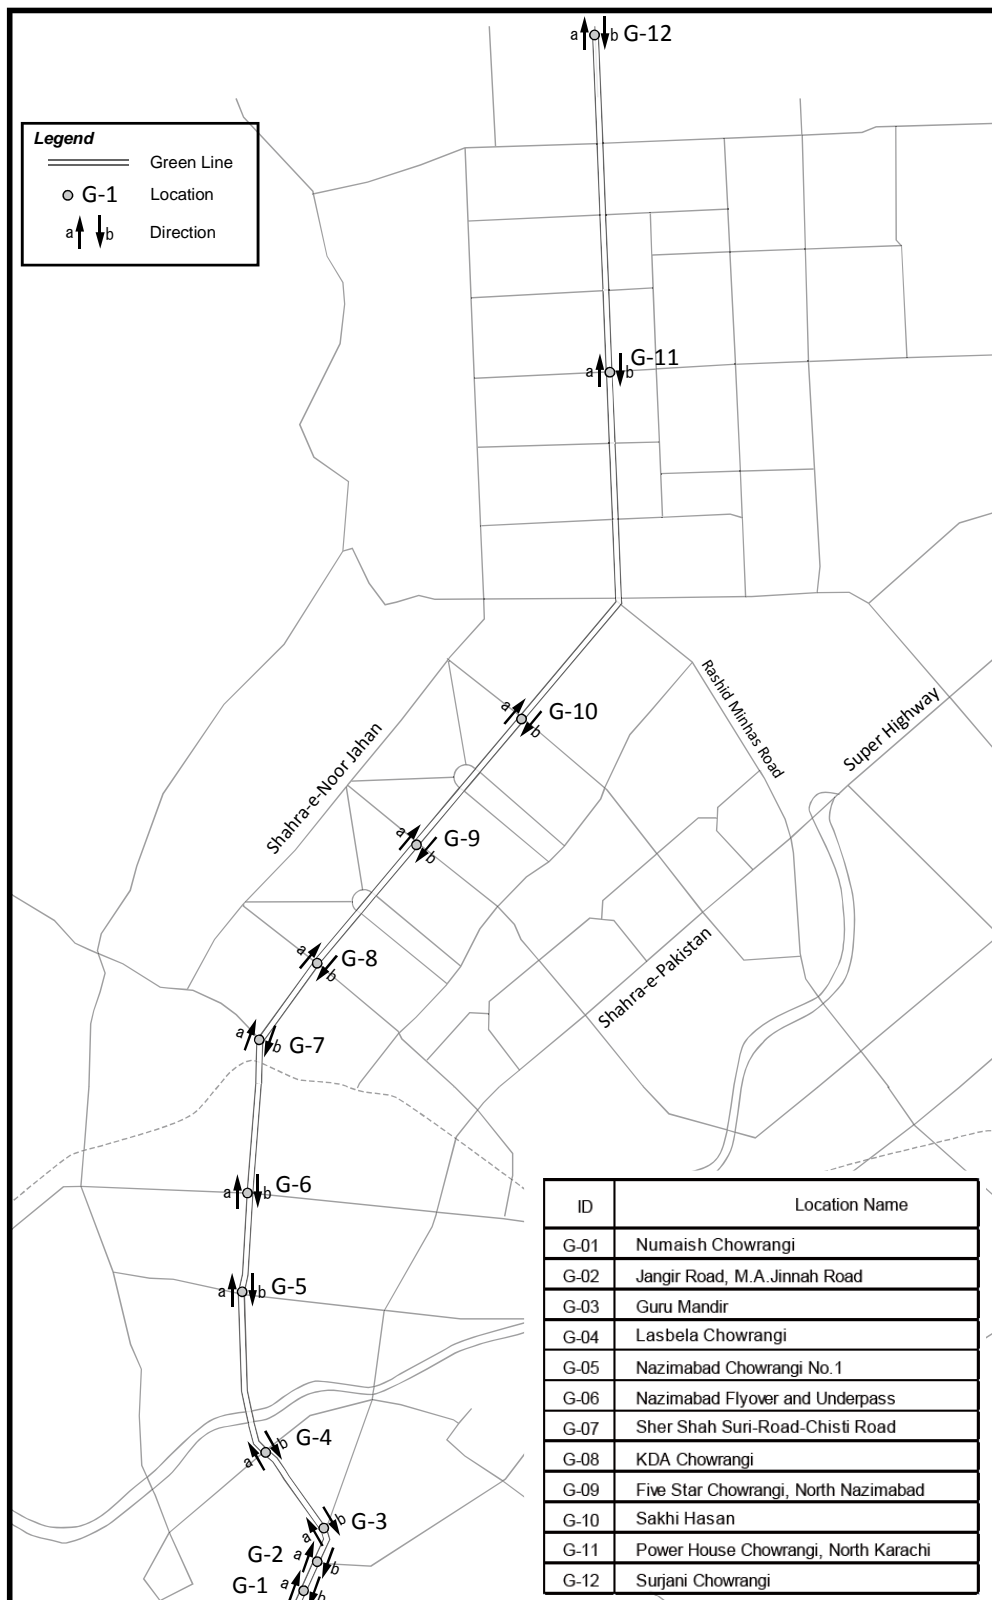 a b G-12
Legend
Green Line
G-1 Location
a b Direction
G-11
a b
Rashid Minhas Road
a G-10
b
Super Highway
Shahra-e-Noor Jahan
a G-9
b
a G-8
b
Shahra-e-Pakistan
a b G-7
a b G-6
a b G-5
b G-4
a
b G-3
a
G-2 a b
G-1 a b
ID Location Name
G-01 Numaish Chowrangi
G-02 Jangir Road, M.A.Jinnah Road
G-03 Guru Mandir
G-04 Lasbela Chowrangi
G-05 Nazimabad Chowrangi No.1
G-06 Nazimabad Flyover and Underpass
G-07 Sher Shah Suri-Road-Chisti Road
G-08 KDA Chowrangi
G-09 Five Star Chowrangi, North Nazimabad
G-10 Sakhi Hasan
G-11 Power House Chowrangi, North Karachi
G-12 Surjani Chowrangi